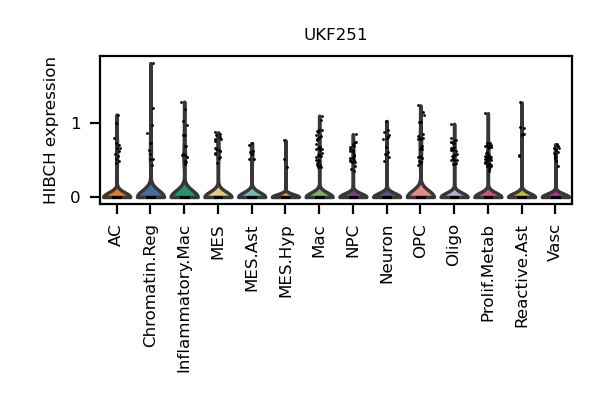 UKF251
HIBCH expression
1
0
AC
Chromatin.Reg
Inflammatory.Mac
MES
MES.Ast
MES.Hyp
Mac
NPC
Neuron
OPC
Oligo
Prolif.Metab
Reactive.Ast
Vasc